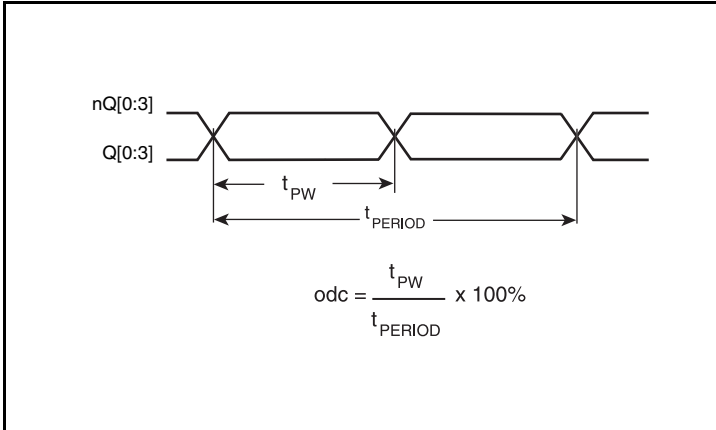 nQ[0:3]
Q[0:3]
tPW
tPERIOD
odc = tPW / tPERIOD x 100%